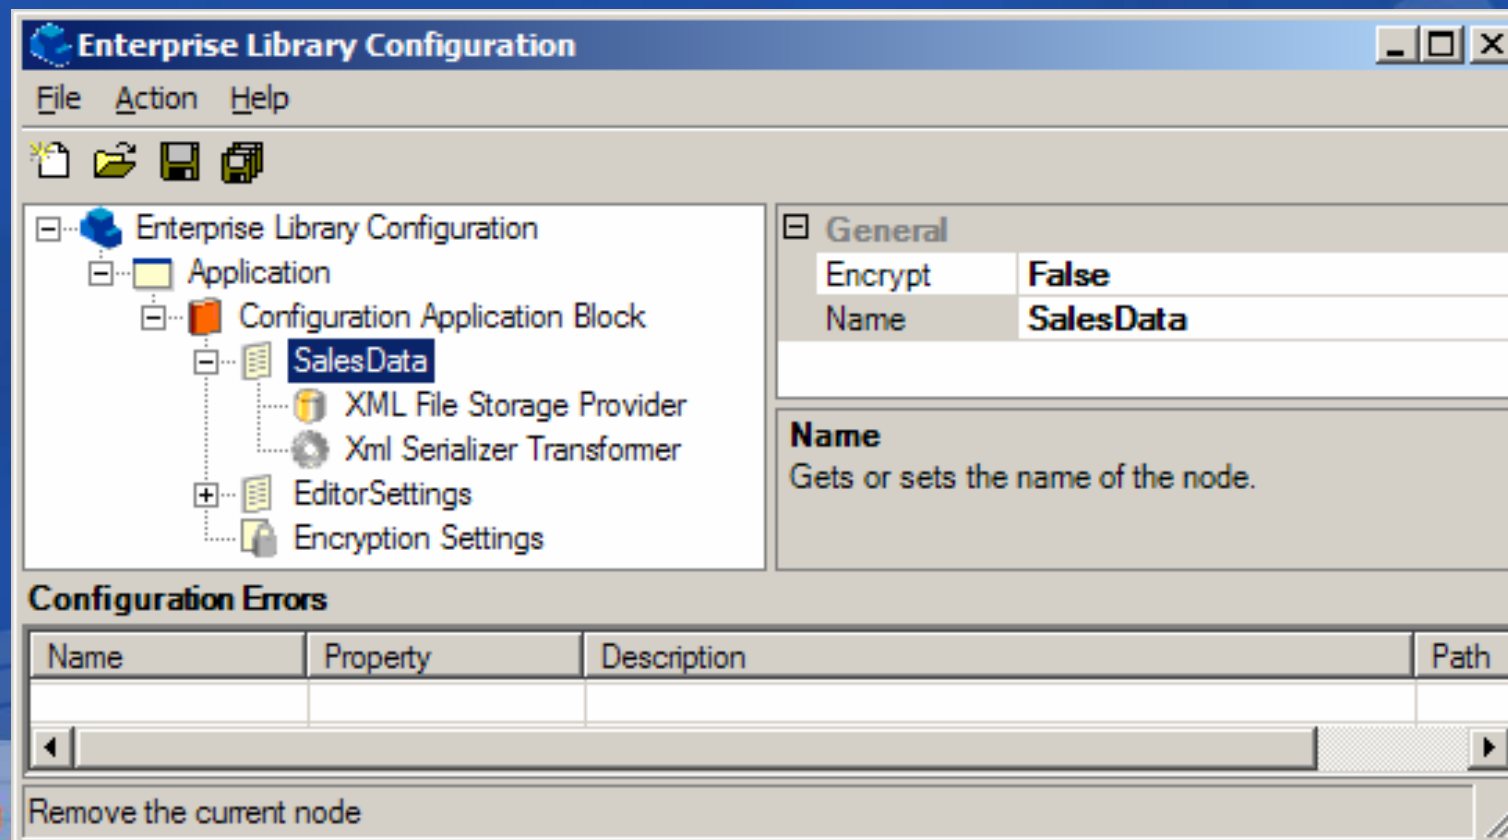 Enterprise Library Configuration
File Action Help
Enterprise Library Configuration
Application
Configuration Application Block
SalesData
XML File Storage Provider
Xml Serializer Transformer
EditorSettings
Encryption Settings
General
Encrypt False
Name SalesData
Name
Gets or sets the name of the node.
Configuration Errors
Name Property Description Path
Remove the current node